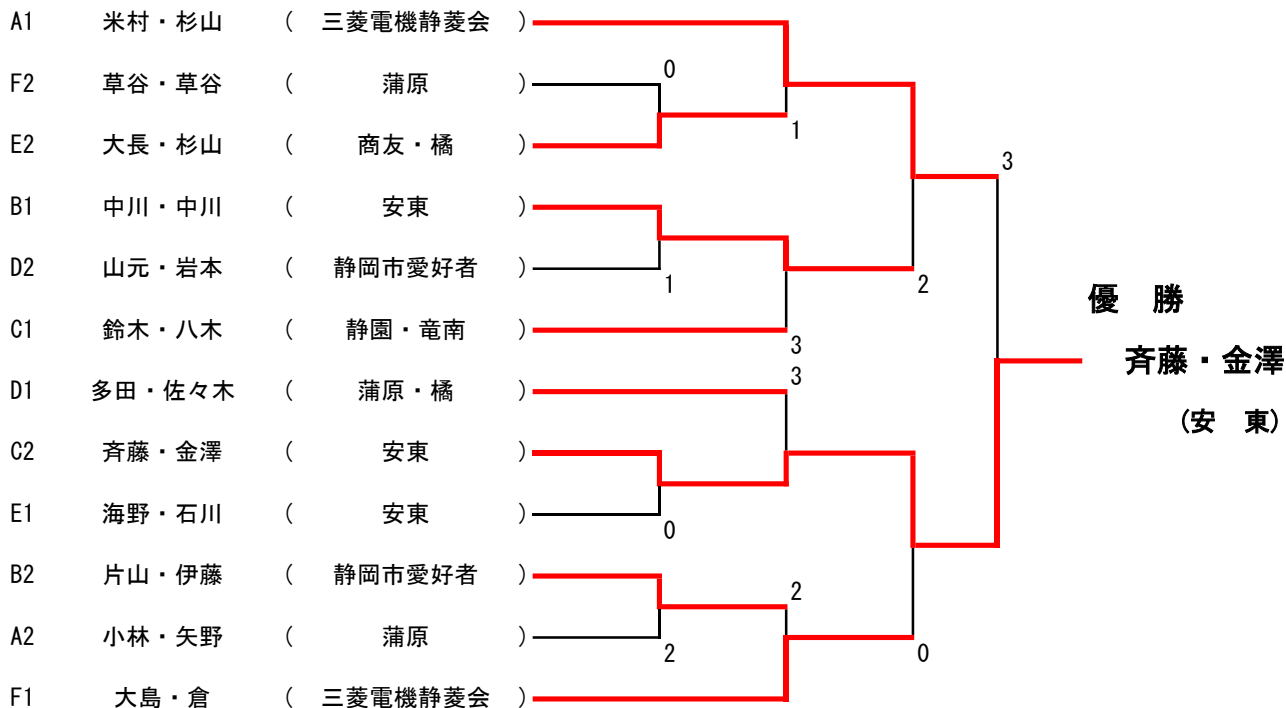 A1 米村・杉山 ( 三菱電機静菱会 )
0
F2 草谷・草谷 ( 蒲原 )
1
E2 大長・杉山 ( 商友・橘 )
3
B1 中川・中川 ( 安東 )
D2 山元・岩本 ( 静岡市愛好者 )
1 2
優 勝
C1 鈴木・八木 ( 静園・竜南 )
3
斉藤・金澤
3
D1 多田・佐々木 ( 蒲原・橘 )
(安 東)
C2 斉藤・金澤 ( 安東 )
E1 海野・石川 ( 安東 )
0
B2 片山・伊藤 ( 静岡市愛好者 )
2
A2 小林・矢野 ( 蒲原 )
2 0
F1 大島・倉 ( 三菱電機静菱会 )